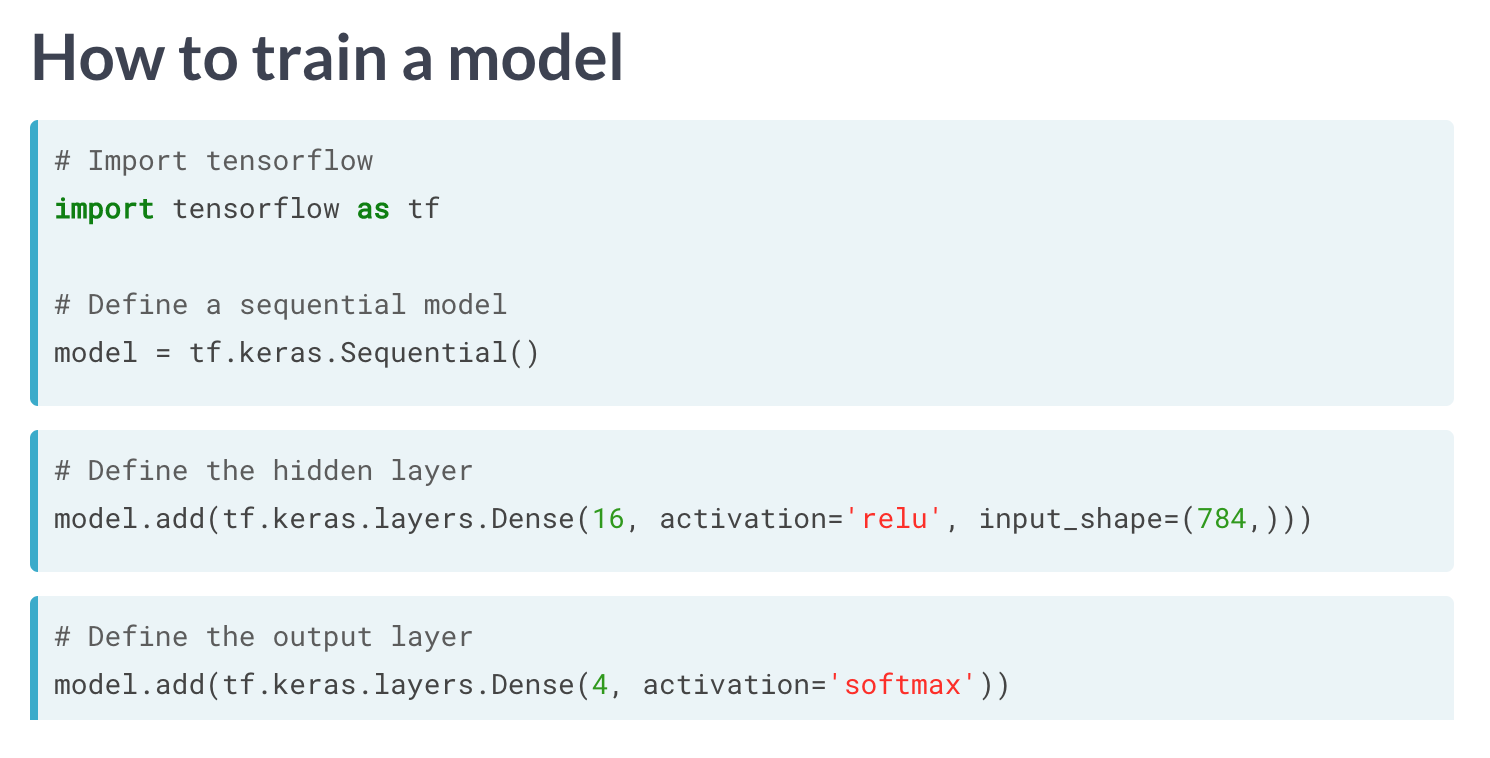 How to train a model
# Import tensorflow
import tensorflow as tf
# Define a sequential model
model = tf.keras.Sequential()
# Define the hidden layer
model.add(tf.keras.layers.Dense(16, activation='relu', input_shape=(784,)))
# Define the output layer
model.add(tf.keras.layers.Dense(4, activation='softmax'))